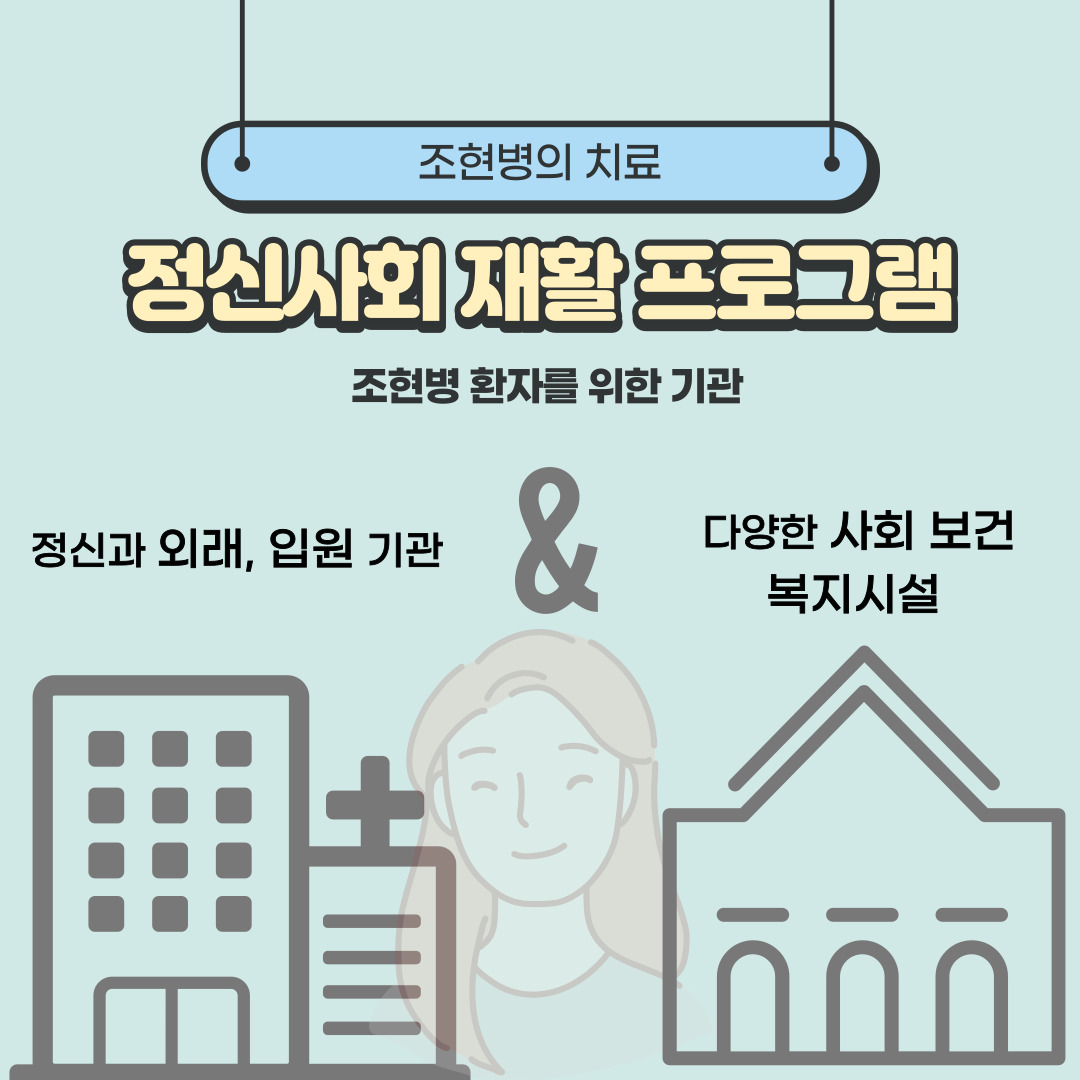 조현병의 치료
정신사회 재활 프로그램
조현병 환자를 위한 기관
정신과 외래, 입원 기관
&
다양한 사회 보건
복지시설